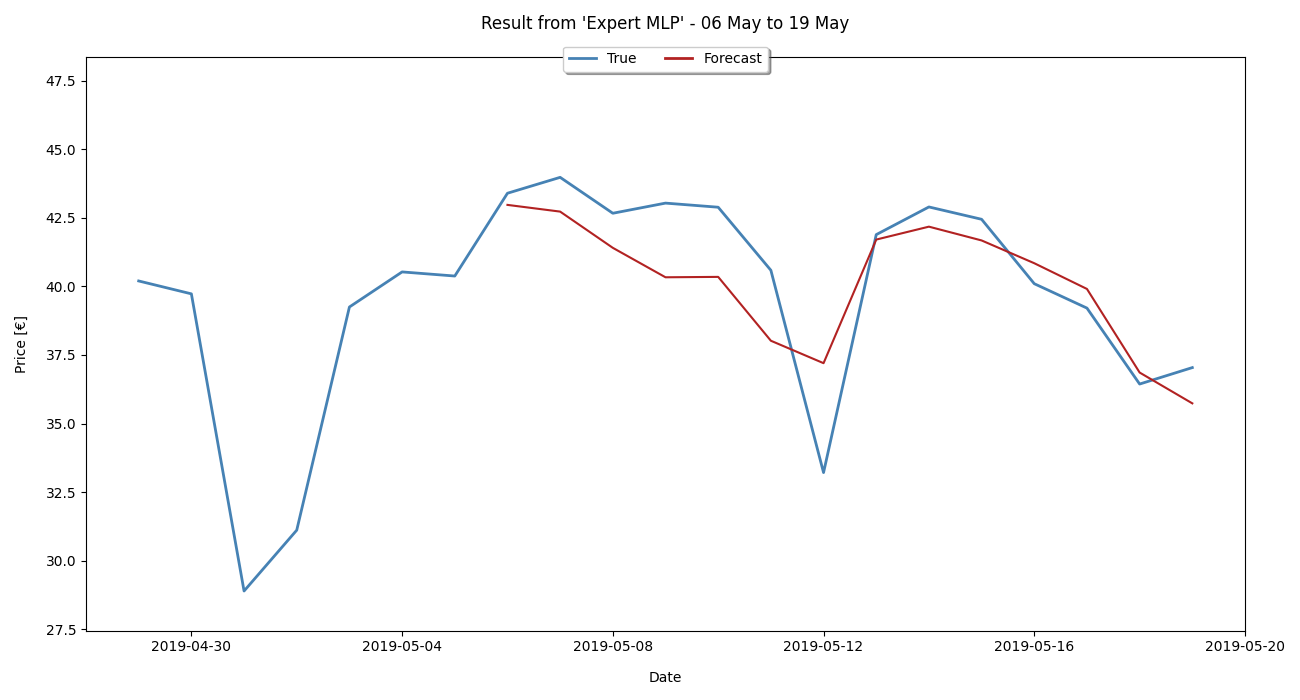 Result from 'Expert MLP' - 06 May to 19 May
True Forecast
47.5
45.0
42.5
40.0
37.5
35.0
32.5
30.0
27.5
Price [€]
2019-04-30 2019-05-04 2019-05-08 2019-05-12 2019-05-16 2019-05-20
Date